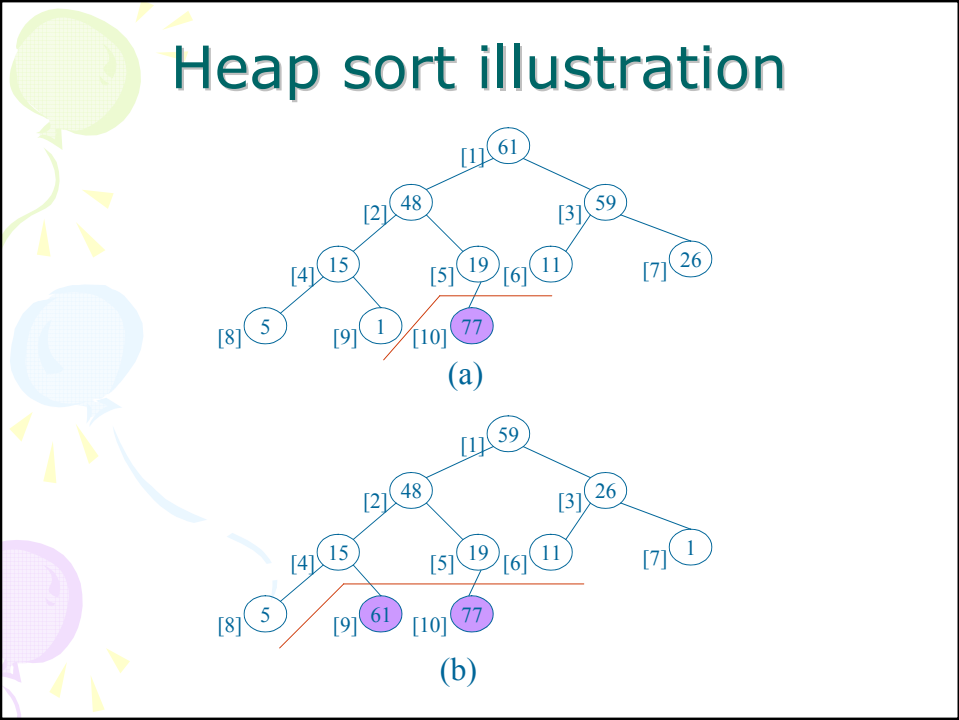 Heap sort illustration
[1] 61
[2] 48 [3] 59
[4] 15 [5] 19 [6] 11 [7] 26
[8] 5 [9] 1 [10] 77
(a)
[1] 59
[2] 48 [3] 26
[4] 15 [5] 19 [6] 11 [7] 1
[8] 5 [9] 61 [10] 77
(b)